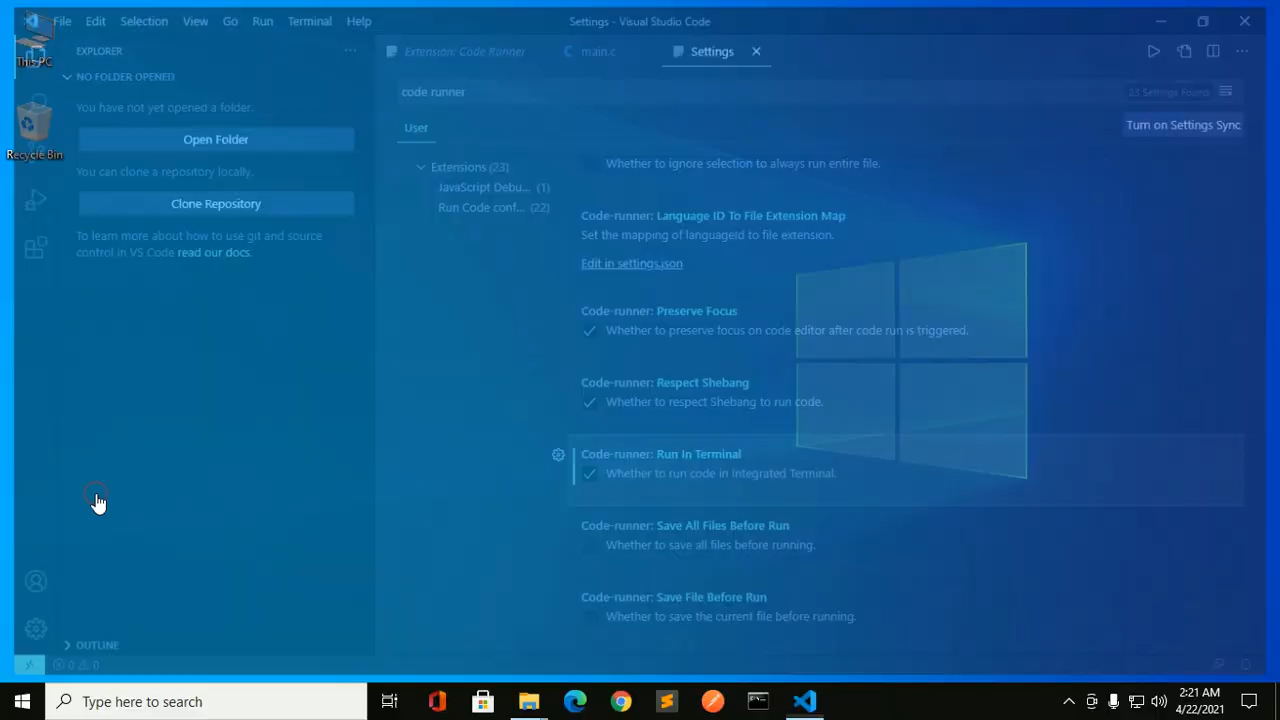 File Edit Selection View Go Run Terminal Help
Settings - Visual Studio Code
This PC
Recycle Bin
EXPLORER
NO FOLDER OPENED
You have not yet opened a folder.
Open Folder
You can clone a repository locally.
Clone Repository
To learn more about how to use git and source
control in VS Code read our docs.
OUTLINE
0 0
Extension: Code Runner
main.c
Settings
code runner
23 Settings Found
User
Turn on Settings Sync
Extensions (23)
JavaScript Debu... (1)
Run Code conf... (22)
Whether to ignore selection to always run entire file.
Code-runner: Language ID To File Extension Map
Set the mapping of languageId to file extension.
Edit in settings.json
Code-runner: Preserve Focus
Whether to preserve focus on code editor after code run is triggered.
Code-runner: Respect Shebang
Whether to respect Shebang to run code.
Code-runner: Run In Terminal
Whether to run code in Integrated Terminal.
Code-runner: Save All Files Before Run
Whether to save all files before running.
Code-runner: Save File Before Run
Whether to save the current file before running.
Type here to search
2:21 AM
4/22/2021